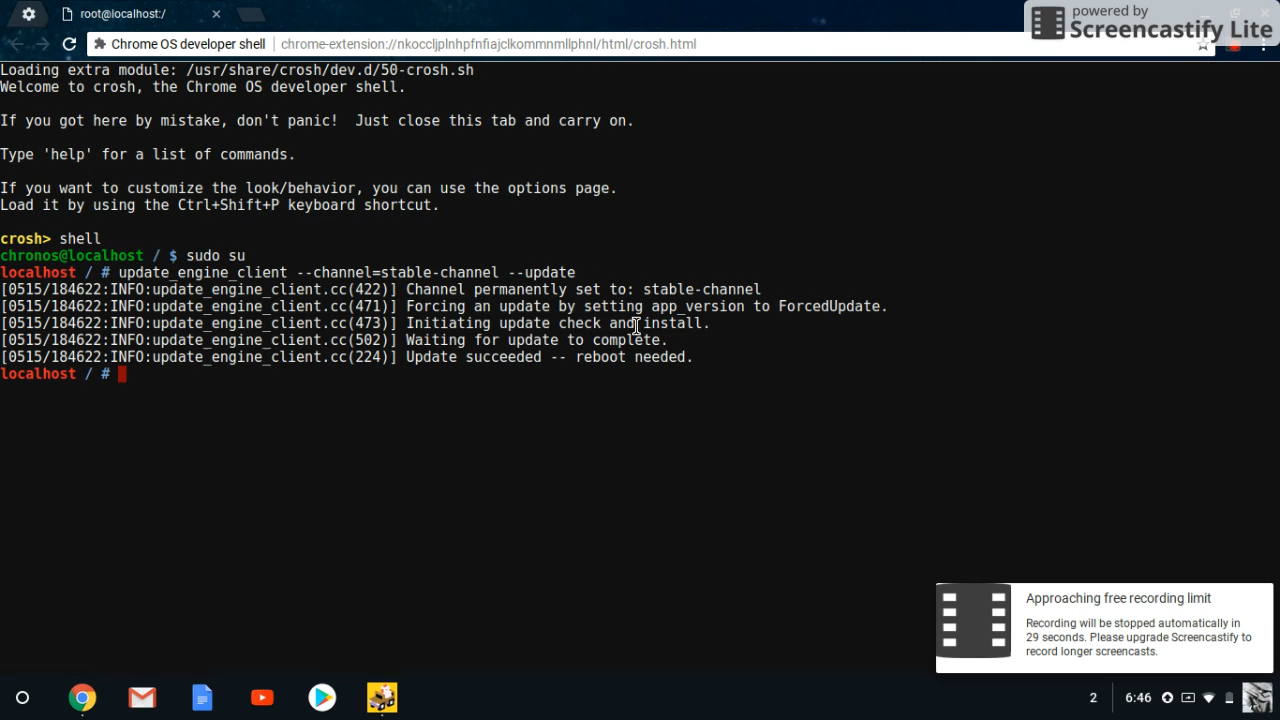 root@localhost:/
powered by
Screencastify Lite
Chrome OS developer shell
chrome-extension://nkoccljplnhpfnfiajclkommnmllphnl/html/crosh.html
Loading extra module: /usr/share/crosh/dev.d/50-crosh.sh
Welcome to crosh, the Chrome OS developer shell.
If you got here by mistake, don't panic!  Just close this tab and carry on.
Type 'help' for a list of commands.
If you want to customize the look/behavior, you can use the options page.
Load it by using the Ctrl+Shift+P keyboard shortcut.
crosh> shell
chronos@localhost / $ sudo su
localhost / # update_engine_client --channel=stable-channel --update
[0515/184622:INFO:update_engine_client.cc(422)] Channel permanently set to: stable-channel
[0515/184622:INFO:update_engine_client.cc(471)] Forcing an update by setting app_version to ForcedUpdate.
[0515/184622:INFO:update_engine_client.cc(473)] Initiating update check and install.
[0515/184622:INFO:update_engine_client.cc(502)] Waiting for update to complete.
[0515/184622:INFO:update_engine_client.cc(224)] Update succeeded -- reboot needed.
localhost / #
Approaching free recording limit
Recording will be stopped automatically in
29 seconds. Please upgrade Screencastify to
record longer screencasts.
2
6:46